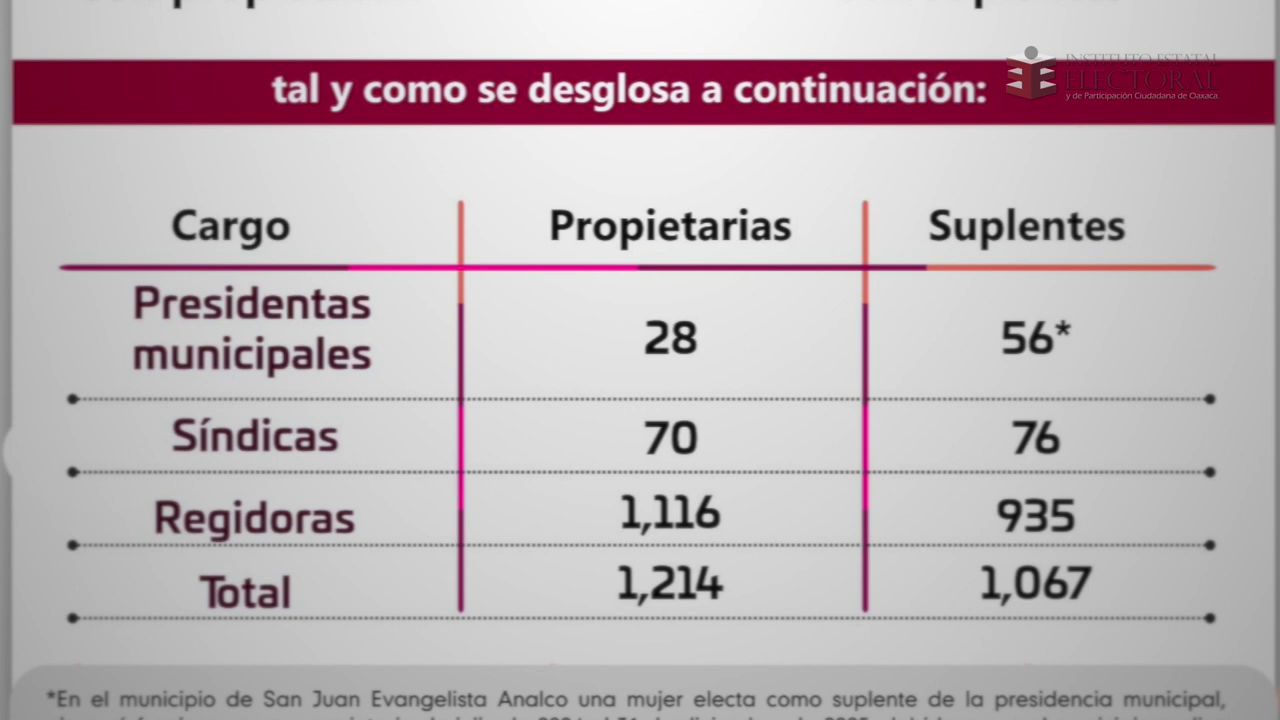 tal y como se desglosa a continuación:
INSTITUTO ESTATAL
ELECTORAL
y de Participación Ciudadana de Oaxaca
Cargo Propietarias Suplentes
Presidentas
municipales 28 56*
Síndicas 70 76
Regidoras 1,116 935
Total 1,214 1,067
*En el municipio de San Juan Evangelista Analco una mujer electa como suplente de la presidencia municipal,